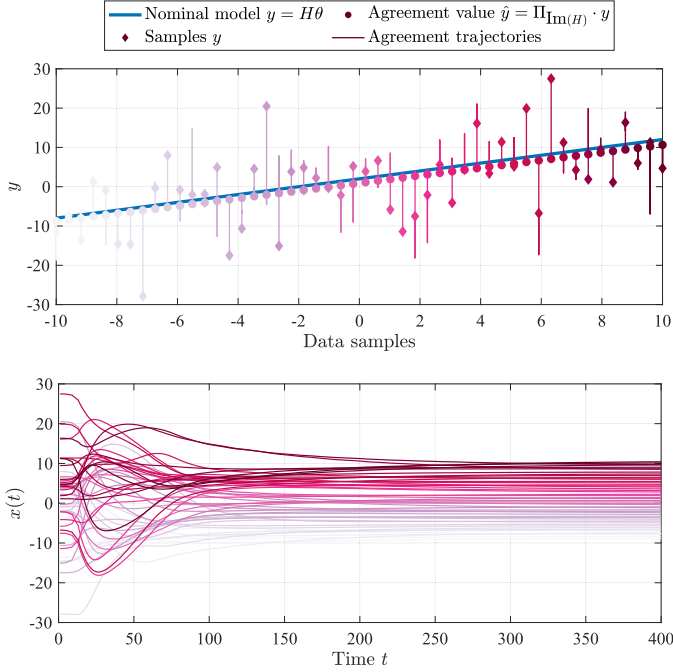 Nominal model y = Hθ
Agreement value ŷ = Π_Im(H) · y
Samples y
Agreement trajectories
30
20
10
0
-10
-20
-30
y
-10 -8 -6 -4 -2 0 2 4 6 8 10
Data samples
30
20
10
0
-10
-20
-30
x(t)
0 50 100 150 200 250 300 350 400
Time t